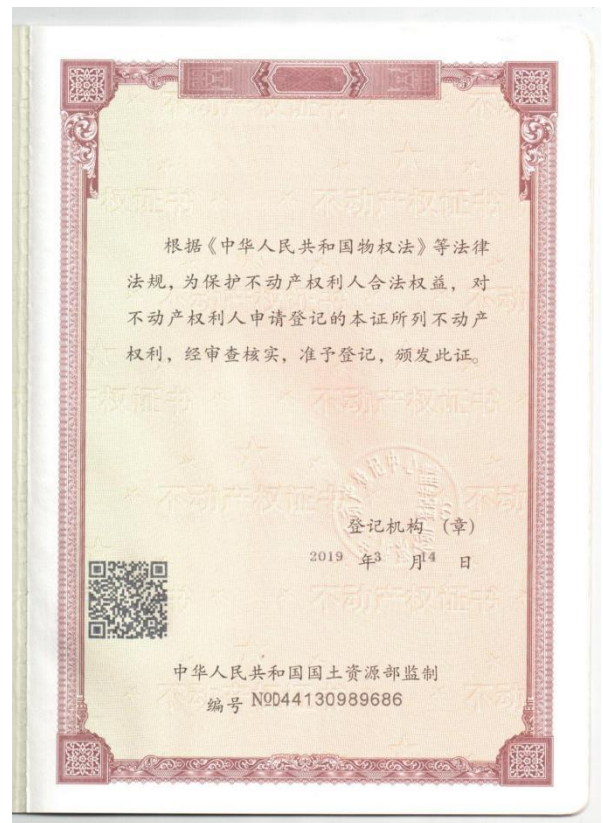 根据《中华人民共和国物权法》等法律
法规，为保护不动产权利人合法权益，对
不动产权利人申请登记的本证所列不动产
权利，经审查核实，准予登记，颁发此证。
登记机构（章）
2019 年3 月14 日
中华人民共和国国土资源部监制
编号 NOD44130989686